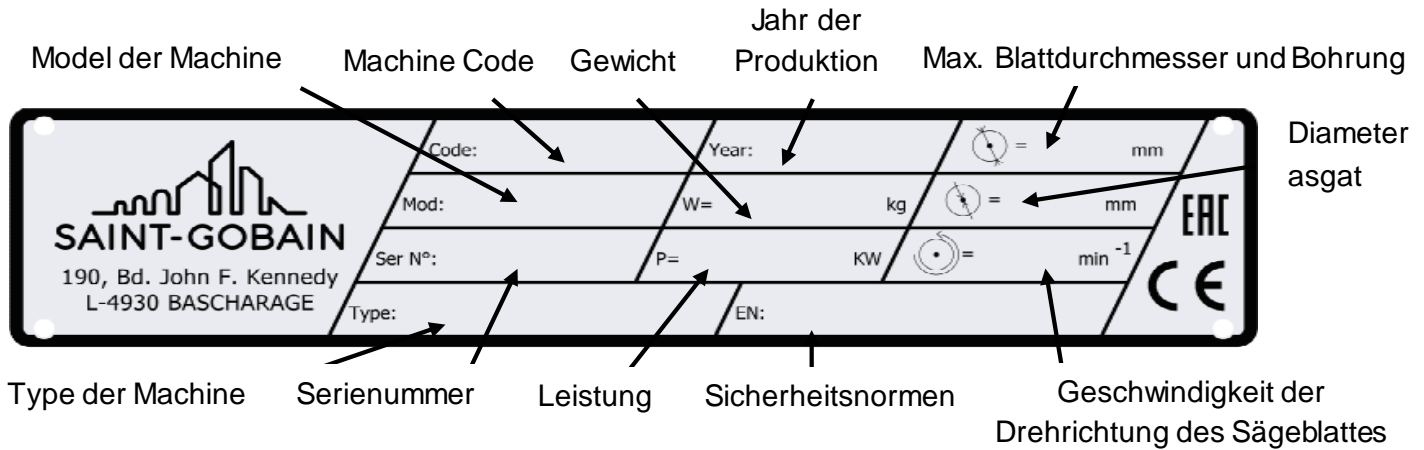 Jahr der
Produktion
Model der Machine
Machine Code
Gewicht
Max. Blattdurchmesser und Bohrung
Diameter
asgat
SAINT-GOBAIN
190, Bd. John F. Kennedy
L-4930 BASCHARAGE
Code:
Year:
= mm
Mod:
W= kg
= mm
Ser N°:
P= KW
= min -1
Type:
EN:
EAC
CE
Type der Machine
Serienummer
Leistung
Sicherheitsnormen
Geschwindigkeit der
Drehrichtung des Sägeblattes